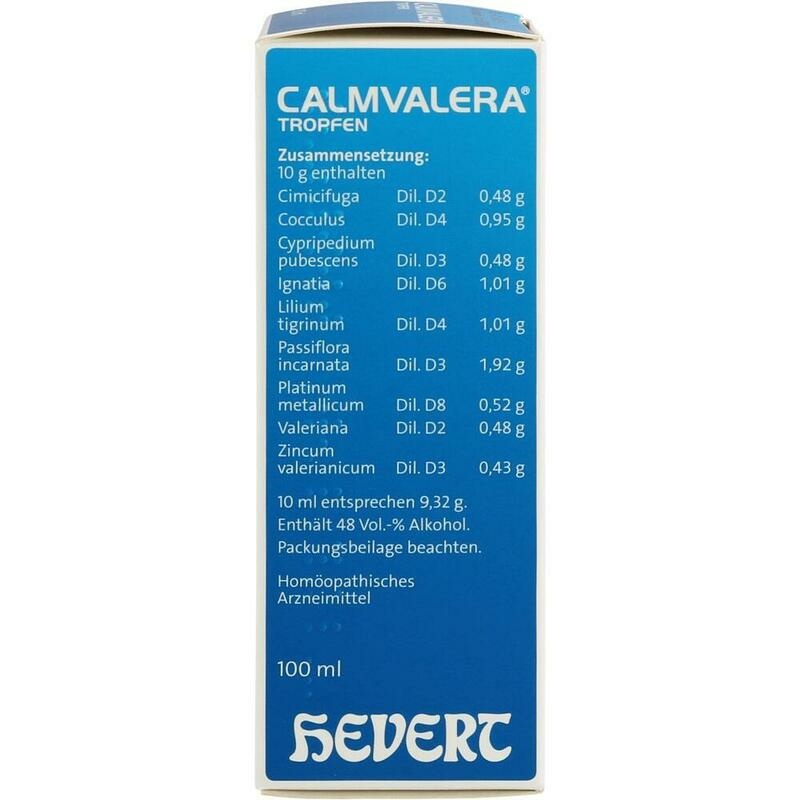 CALMVALERA®
TROPFEN
Zusammensetzung:
10 g enthalten
Cimicifuga Dil. D2 0,48 g
Cocculus Dil. D4 0,95 g
Cypripedium
pubescens Dil. D3 0,48 g
Ignatia Dil. D6 1,01 g
Lilium
tigrinum Dil. D4 1,01 g
Passiflora
incarnata Dil. D3 1,92 g
Platinum
metallicum Dil. D8 0,52 g
Valeriana Dil. D2 0,48 g
Zincum
valerianicum Dil. D3 0,43 g
10 ml entsprechen 9,32 g.
Enthält 48 Vol.-% Alkohol.
Packungsbeilage beachten.
Homöopathisches
Arzneimittel
100 ml
HEVERT